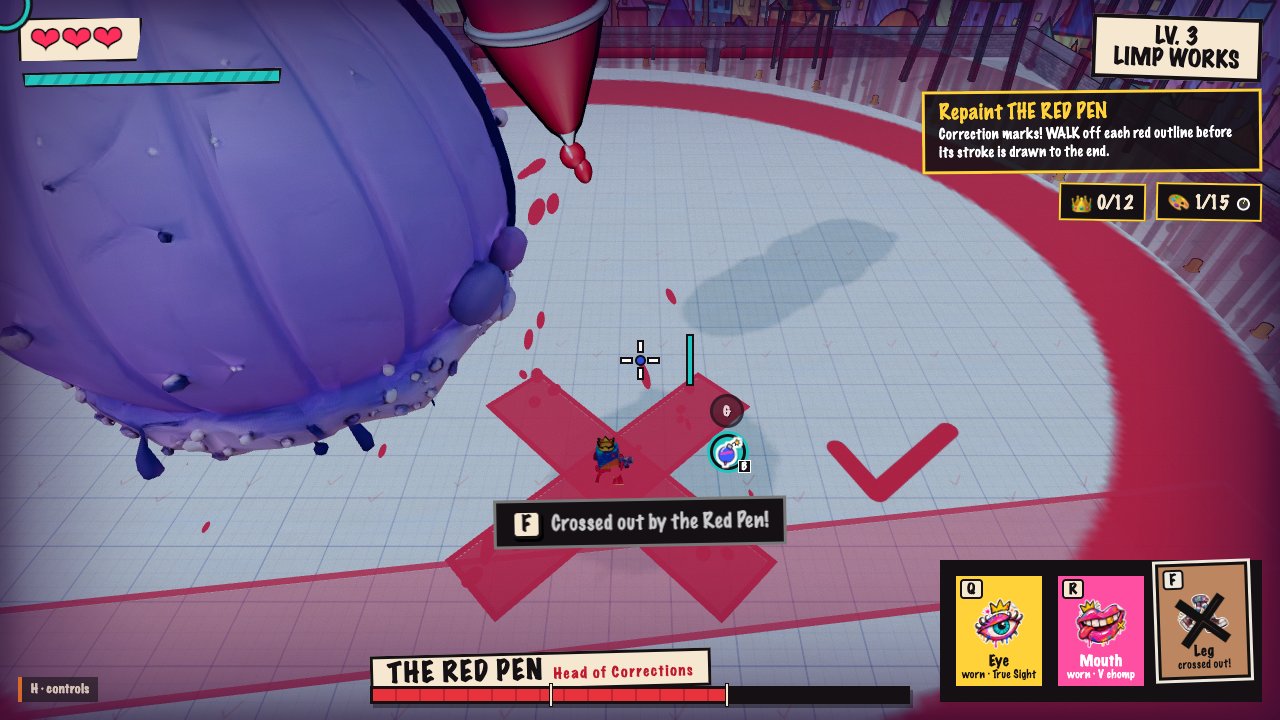 LV. 3
LIMP WORKS
Repaint THE RED PEN
Correction marks! WALK off each red outline before
its stroke is drawn to the end.
0/12
1/15
G
B
F Crossed out by the Red Pen!
THE RED PEN Head of Corrections
H · controls
Q
Eye
worn · True Sight
R
Mouth
worn · V chomp
F
Leg
crossed out!